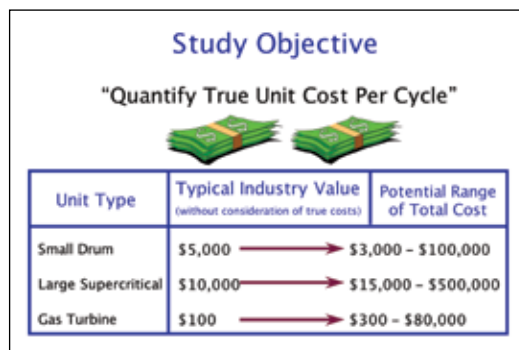 Study Objective
“Quantify True Unit Cost Per Cycle”
Unit Type
Typical Industry Value
(without consideration of true costs)
Potential Range
of Total Cost
Small Drum $5,000 $3,000 – $100,000
Large Supercritical $10,000 $15,000 – $500,000
Gas Turbine $100 $300 – $80,000